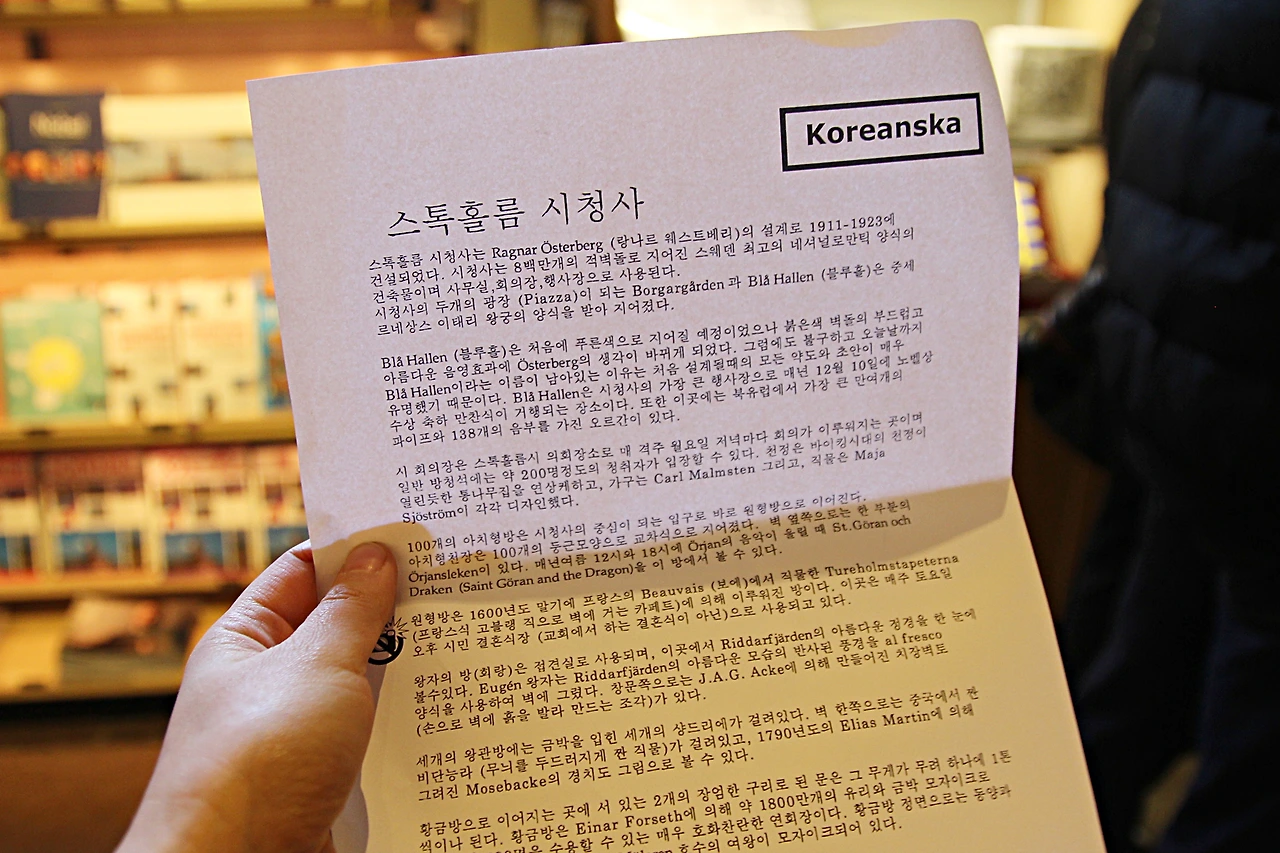 Koreanska
스톡홀름 시청사
스톡홀름 시청사는 Ragnar Österberg (랑나르 웨스트베리)의 설계로 1911-1923에
건설되었다. 시청사는 8백만개의 적벽돌로 지어진 스웨덴 최고의 네셔널로만틱 양식의
건축물이며 사무실,회의장,행사장으로 사용된다.
시청사의 두개의 광장 (Piazza)이 되는 Borgargården 과 Blå Hallen (블루홀)은 중세
르네상스 이태리 왕궁의 양식을 받아 지어졌다.
Blå Hallen (블루홀)은 처음에 푸른색으로 지어질 예정이었으나 붉은색 벽돌의 부드럽고
아름다운 음영효과에 Österberg의 생각이 바뀌게 되었다. 그럼에도 불구하고 오늘날까지
Blå Hallen이라는 이름이 남아있는 이유는 처음 설계될때의 모든 약도와 초안이 매우
유명했기 때문이다. Blå Hallen은 시청사의 가장 큰 행사장으로 매년 12월 10일에 노벨상
수상 축하 만찬식이 거행되는 장소이다. 또한 이곳에는 북유럽에서 가장 큰 만여개의
파이프와 138개의 음부를 가진 오르간이 있다.
시 회의장은 스톡홀름시 의회장소로 매 격주 월요일 저녁마다 회의가 이루워지는 곳이며
일반 방청석에는 약 200명정도의 청취자가 입장할 수 있다. 천정은 바이킹시대의 천정이
열린듯한 통나무집을 연상케하고, 가구는 Carl Malmsten 그리고, 직물은 Maja
Sjöström이 각각 디자인했다.
100개의 아치형방은 시청사의 중심이 되는 입구로 바로 원형방으로 이어진다.
아치형천장은 100개의 둥근모양으로 교차식으로 지어졌다. 벽 옆쪽으로는 한 부분의
Örjansleken이 있다. 매년여름 12시와 18시에 Örjan의 음악이 울릴 때 St.Göran och
Draken (Saint Göran and the Dragon)을 이 방에서 볼 수 있다.
원형방은 1600년도 말기에 프랑스의 Beauvais (보에)에서 직물한 Tureholmstapeterna
(프랑스식 고블랭 직으로 벽에 거는 카페트)에 의해 이루워진 방이다. 이곳은 매주 토요일
오후 시민 결혼식장 (교회에서 하는 결혼식이 아닌)으로 사용되고 있다.
왕자의 방(회랑)은 접견실로 사용되며, 이곳에서 Riddarfjärden의 아름다운 정경을 한 눈에
볼수있다. Eugén 왕자는 Riddarfjärden의 아름다운 모습의 반사된 풍경을 al fresco
양식을 사용하여 벽에 그렸다. 창문쪽으로는 J.A.G. Acke에 의해 만들어진 치장벽토
(손으로 벽에 흙을 발라 만드는 조각)가 있다.
세개의 왕관방에는 금박을 입힌 세개의 샹드리에가 걸려있다. 벽 한쪽으로는 중국에서 짠
비단능라 (무늬를 두드러지게 짠 직물)가 걸려있고, 1790년도의 Elias Martin에 의해
그려진 Mosebacke의 경치도 그림으로 볼 수 있다.
황금방으로 이어지는 곳에 서 있는 2개의 장엄한 구리로 된 문은 그 무게가 무려 하나에 1톤
씩이나 된다. 황금방은 Einar Forseth에 의해 약 1800만개의 유리와 금박 모자이크로
수용할 수 있는 매우 호화찬란한 연회장이다. 황금방 정면으로는 동양과
호수의 여왕이 모자이크되어 있다.